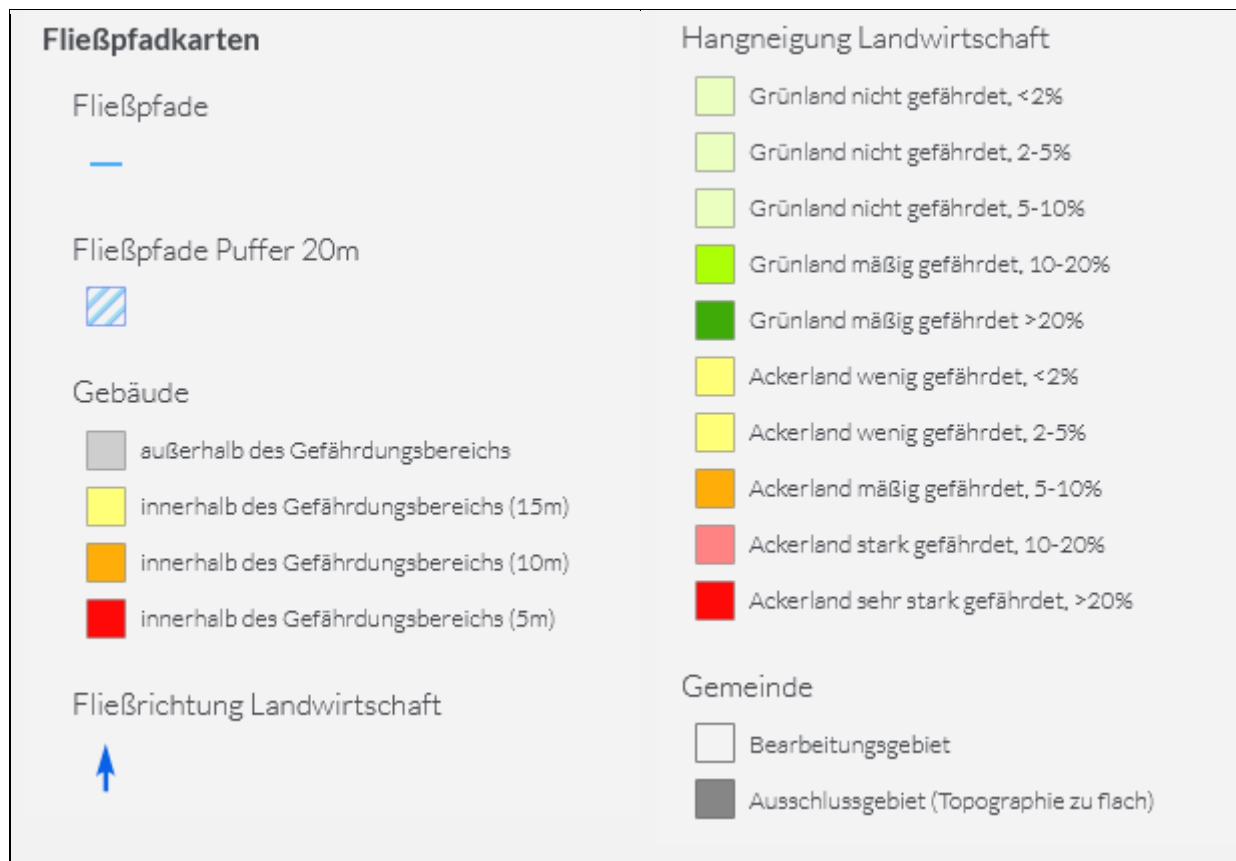 Fließpfadkarten
Fließpfade
Fließpfade Puffer 20m
Gebäude
außerhalb des Gefährdungsbereichs
innerhalb des Gefährdungsbereichs (15m)
innerhalb des Gefährdungsbereichs (10m)
innerhalb des Gefährdungsbereichs (5m)
Fließrichtung Landwirtschaft
Hangneigung Landwirtschaft
Grünland nicht gefährdet, <2%
Grünland nicht gefährdet, 2-5%
Grünland nicht gefährdet, 5-10%
Grünland mäßig gefährdet, 10-20%
Grünland mäßig gefährdet >20%
Ackerland wenig gefährdet, <2%
Ackerland wenig gefährdet, 2-5%
Ackerland mäßig gefährdet, 5-10%
Ackerland stark gefährdet, 10-20%
Ackerland sehr stark gefährdet, >20%
Gemeinde
Bearbeitungsgebiet
Ausschlussgebiet (Topographie zu flach)